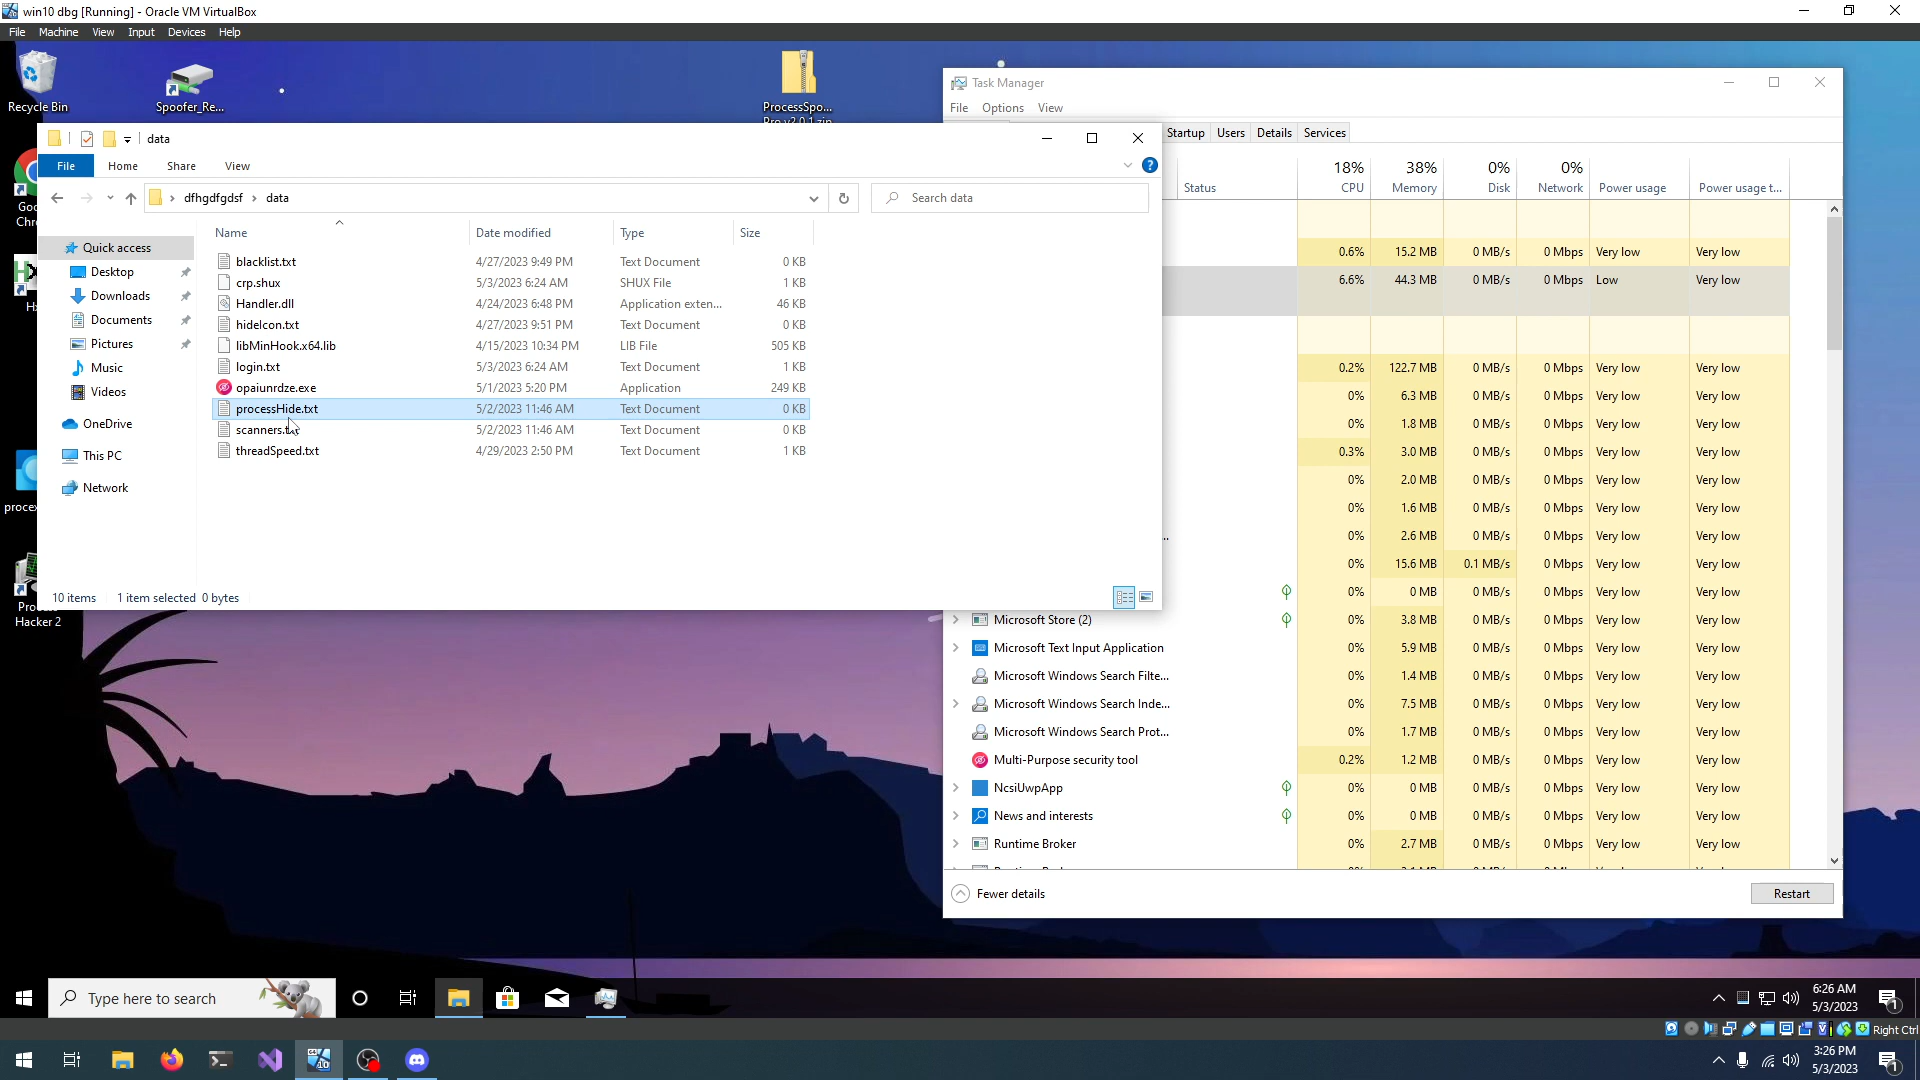 win10 dbg [Running] - Oracle VM VirtualBox
File Machine View Input Devices Help
Recycle Bin
Spoofer_Re...
ProcessSpo...
Pro v2.0.1.zip
Goo
Chr
Hx
procex
Proc
Hacker 2
data
File Home Share View
dfhgdfgdsf data
Search data
Name Date modified Type Size
Quick access
Desktop
Downloads
Documents
Pictures
Music
Videos
OneDrive
This PC
Network
blacklist.txt 4/27/2023 9:49 PM Text Document 0 KB
crp.shux 5/3/2023 6:24 AM SHUX File 1 KB
Handler.dll 4/24/2023 6:48 PM Application exten... 46 KB
hideIcon.txt 4/27/2023 9:51 PM Text Document 0 KB
libMinHook.x64.lib 4/15/2023 10:34 PM LIB File 505 KB
login.txt 5/3/2023 6:24 AM Text Document 1 KB
opaiunrdze.exe 5/1/2023 5:20 PM Application 249 KB
processHide.txt 5/2/2023 11:46 AM Text Document 0 KB
scanners.txt 5/2/2023 11:46 AM Text Document 0 KB
threadSpeed.txt 4/29/2023 2:50 PM Text Document 1 KB
10 items 1 item selected 0 bytes
Task Manager
File Options View
Startup Users Details Services
18% 38% 0% 0%
Status CPU Memory Disk Network Power usage Power usage t...
0.6% 15.2 MB 0 MB/s 0 Mbps Very low Very low
6.6% 44.3 MB 0 MB/s 0 Mbps Low Very low
0.2% 122.7 MB 0 MB/s 0 Mbps Very low Very low
0% 6.3 MB 0 MB/s 0 Mbps Very low Very low
0% 1.8 MB 0 MB/s 0 Mbps Very low Very low
0.3% 3.0 MB 0 MB/s 0 Mbps Very low Very low
0% 2.0 MB 0 MB/s 0 Mbps Very low Very low
0% 1.6 MB 0 MB/s 0 Mbps Very low Very low
... 0% 2.6 MB 0 MB/s 0 Mbps Very low Very low
0% 15.6 MB 0.1 MB/s 0 Mbps Very low Very low
0% 0 MB 0 MB/s 0 Mbps Very low Very low
Microsoft Store (2) 0% 3.8 MB 0 MB/s 0 Mbps Very low Very low
Microsoft Text Input Application 0% 5.9 MB 0 MB/s 0 Mbps Very low Very low
Microsoft Windows Search Filte... 0% 1.4 MB 0 MB/s 0 Mbps Very low Very low
Microsoft Windows Search Inde... 0% 7.5 MB 0 MB/s 0 Mbps Very low Very low
Microsoft Windows Search Prot... 0% 1.7 MB 0 MB/s 0 Mbps Very low Very low
Multi-Purpose security tool 0.2% 1.2 MB 0 MB/s 0 Mbps Very low Very low
NcsiUwpApp 0% 0 MB 0 MB/s 0 Mbps Very low Very low
News and interests 0% 0 MB 0 MB/s 0 Mbps Very low Very low
Runtime Broker 0% 2.7 MB 0 MB/s 0 Mbps Very low Very low
Fewer details Restart
Type here to search
6:26 AM
5/3/2023
1
Right Ctrl
3:26 PM
5/3/2023
1